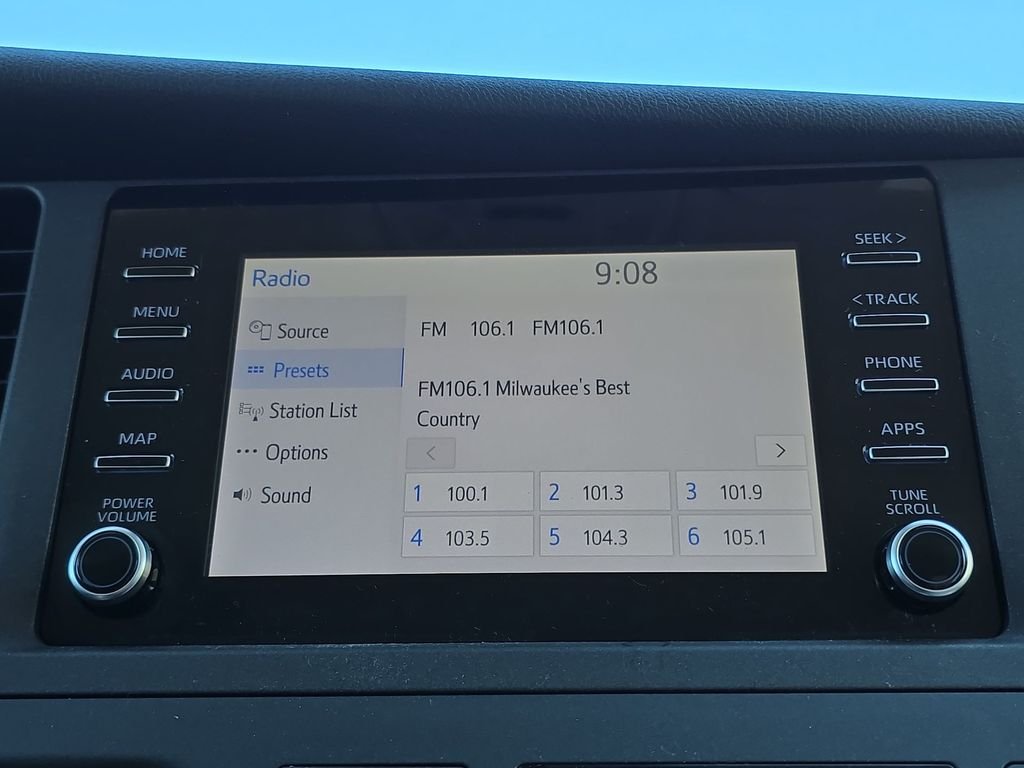 HOME
MENU
AUDIO
MAP
POWER
VOLUME
Radio
9:08
Source
Presets
Station List
Options
Sound
FM 106.1 FM106.1
FM106.1 Milwaukee's Best
Country
< >
1 100.1 2 101.3 3 101.9
4 103.5 5 104.3 6 105.1
SEEK >
< TRACK
PHONE
APPS
TUNE
SCROLL